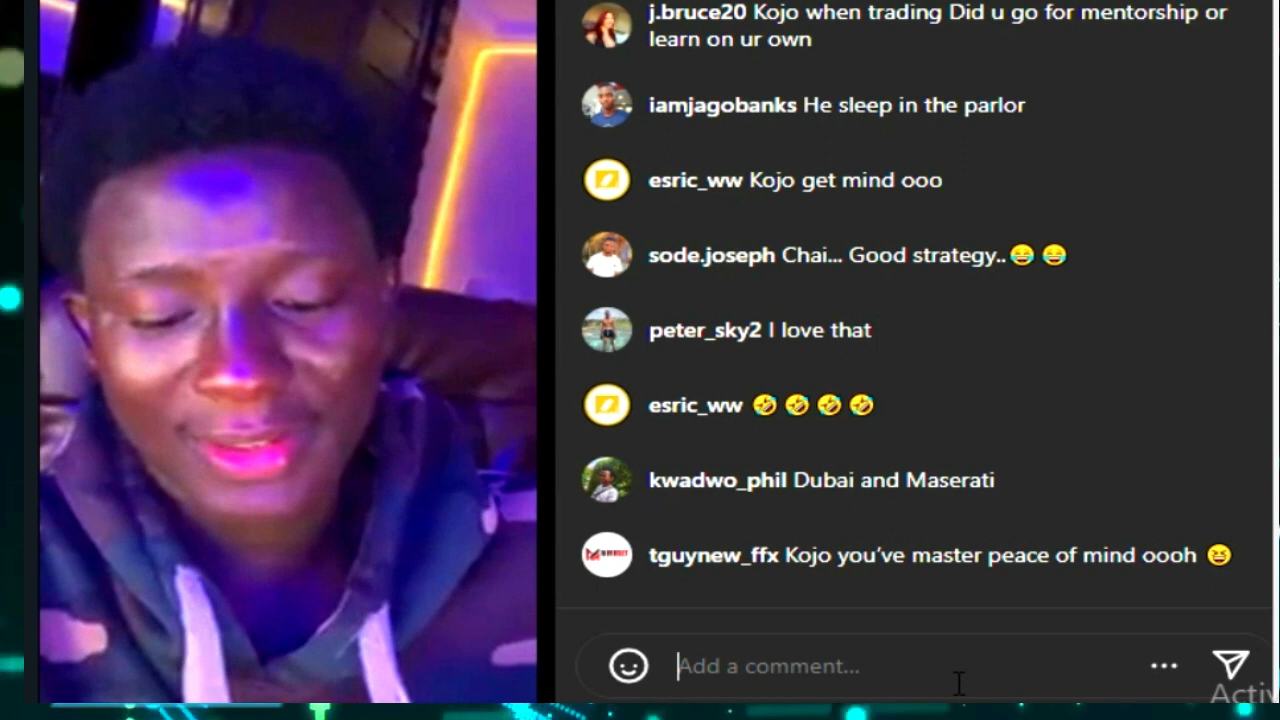 j.bruce20 Kojo when trading Did u go for mentorship or
learn on ur own
iamjagobanks He sleep in the parlor
esric_ww Kojo get mind ooo
sode.joseph Chai... Good strategy..😂 😂
peter_sky2 I love that
esric_ww 🤣 🤣 🤣 🤣
kwadwo_phil Dubai and Maserati
tguynew_ffx Kojo you've master peace of mind oooh 😆
Add a comment...
Activ